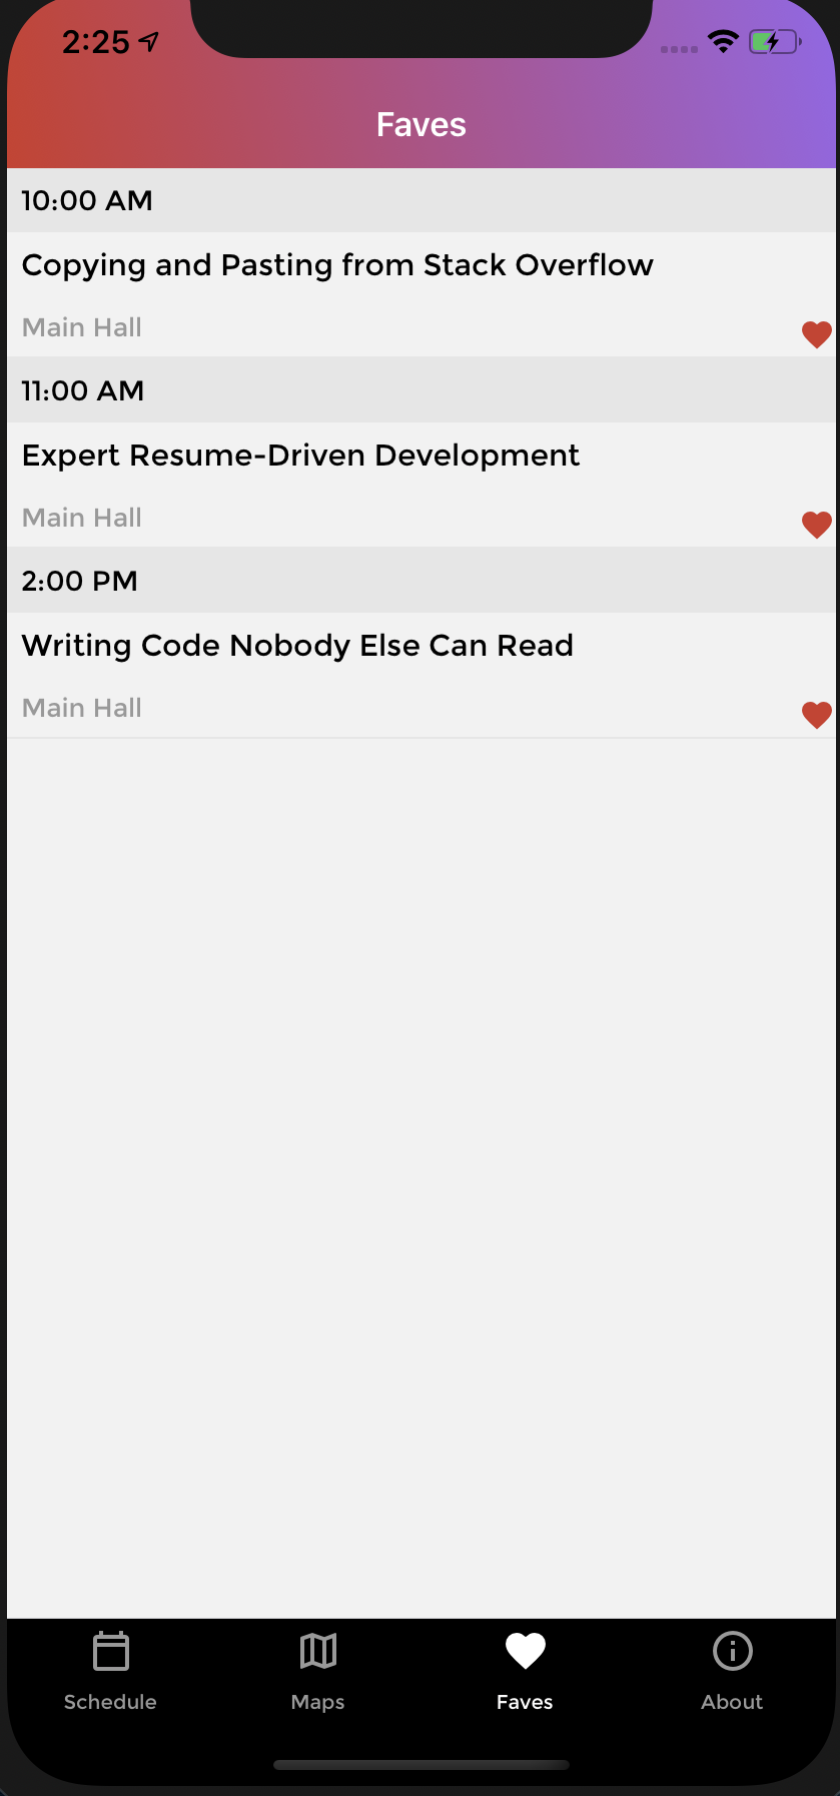 2:25
Faves
10:00 AM
Copying and Pasting from Stack Overflow
Main Hall
11:00 AM
Expert Resume-Driven Development
Main Hall
2:00 PM
Writing Code Nobody Else Can Read
Main Hall
Schedule Maps Faves About